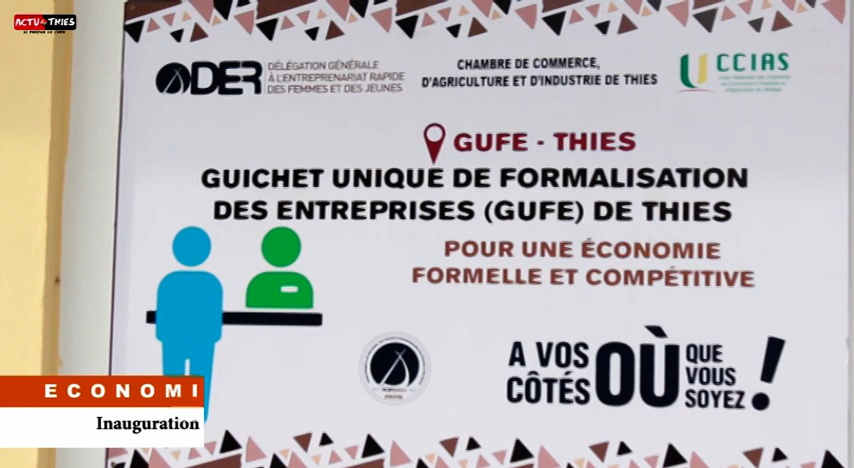 ACTU THIES
DER DÉLÉGATION GÉNÉRALE
À L'ENTREPRENARIAT RAPIDE
DES FEMMES ET DES JEUNES
CHAMBRE DE COMMERCE,
D'AGRICULTURE ET D'INDUSTRIE DE THIES
CCIAS
GUFE - THIES
GUICHET UNIQUE DE FORMALISATION
DES ENTREPRISES (GUFE) DE THIES
POUR UNE ÉCONOMIE
FORMELLE ET COMPÉTITIVE
A VOS
CÔTÉS
OÙ
QUE
VOUS
SOYEZ
!
ECONOMI
Inauguration